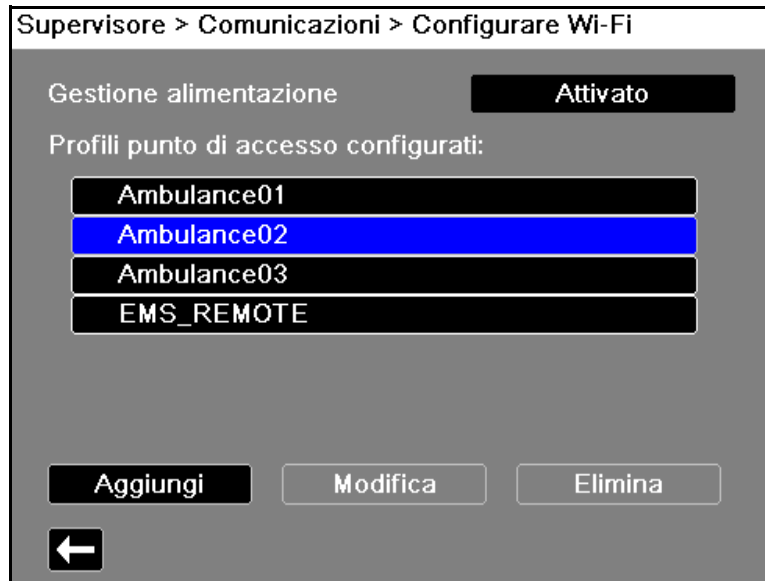 Supervisore > Comunicazioni > Configurare Wi-Fi
Gestione alimentazione Attivato
Profili punto di accesso configurati:
Ambulance01
Ambulance02
Ambulance03
EMS_REMOTE
Aggiungi Modifica Elimina